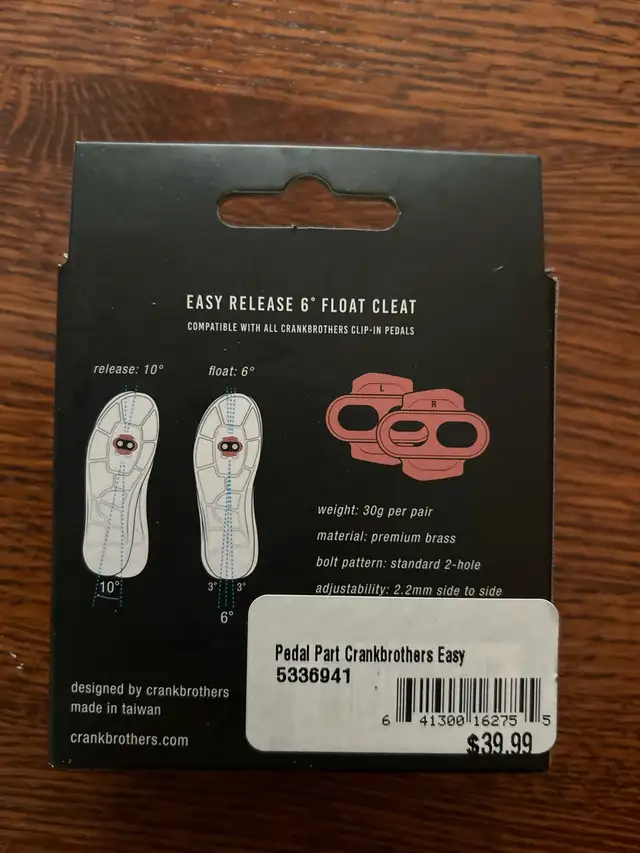 EASY RELEASE 6° FLOAT CLEAT
COMPATIBLE WITH ALL CRANKBROTHERS CLIP-IN PEDALS
release: 10°
float: 6°
L
R
10°
3° 3°
6°
weight: 30g per pair
material: premium brass
bolt pattern: standard 2-hole
adjustability: 2.2mm side to side
Pedal Part Crankbrothers Easy
5336941
6 41300 16275 5
$39.99
designed by crankbrothers
made in taiwan
crankbrothers.com